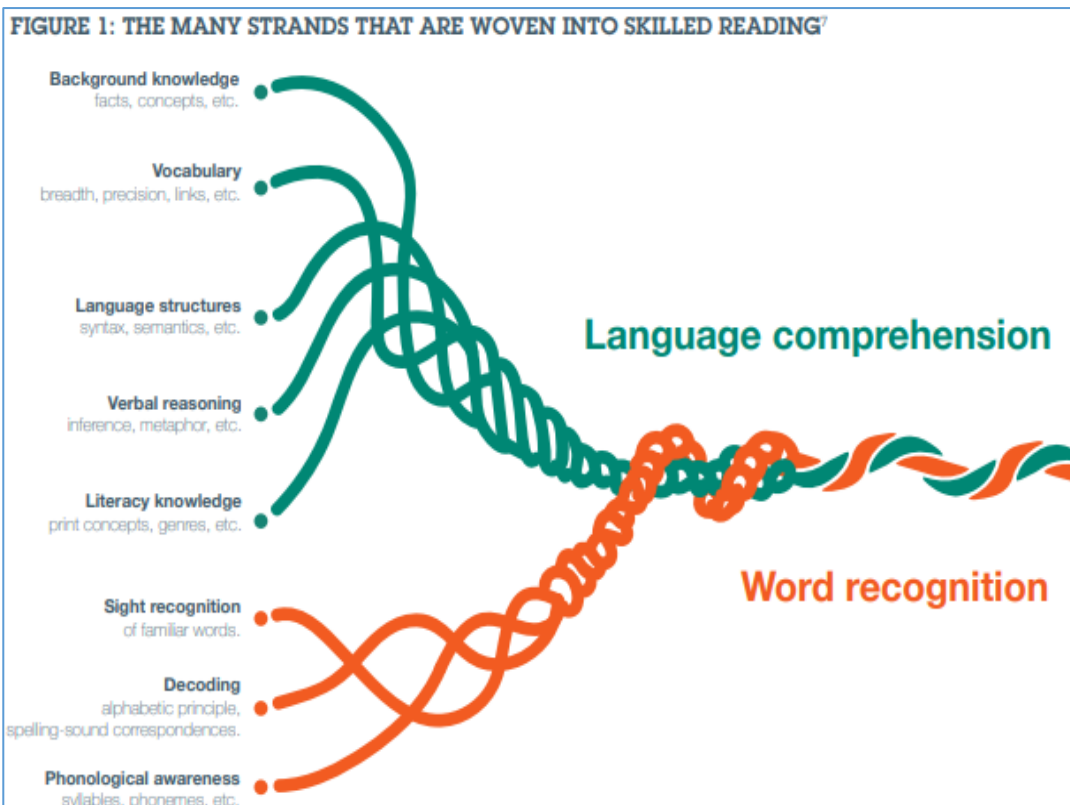 FIGURE 1: THE MANY STRANDS THAT ARE WOVEN INTO SKILLED READING⁷
Background knowledge
facts, concepts, etc.
Vocabulary
breadth, precision, links, etc.
Language structures
syntax, semantics, etc.
Verbal reasoning
inference, metaphor, etc.
Literacy knowledge
print concepts, genres, etc.
Language comprehension
Sight recognition
of familiar words.
Decoding
alphabetic principle,
spelling-sound correspondences.
Phonological awareness
syllables, phonemes, etc.
Word recognition